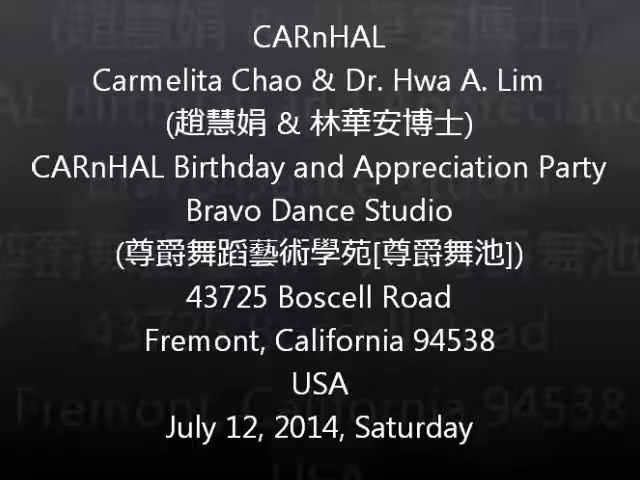 CARnHAL
Carmelita Chao & Dr. Hwa A. Lim
(趙慧娟 & 林華安博士)
CARnHAL Birthday and Appreciation Party
Bravo Dance Studio
(尊爵舞蹈藝術學苑[尊爵舞池])
43725 Boscell Road
Fremont, California 94538
USA
July 12, 2014, Saturday